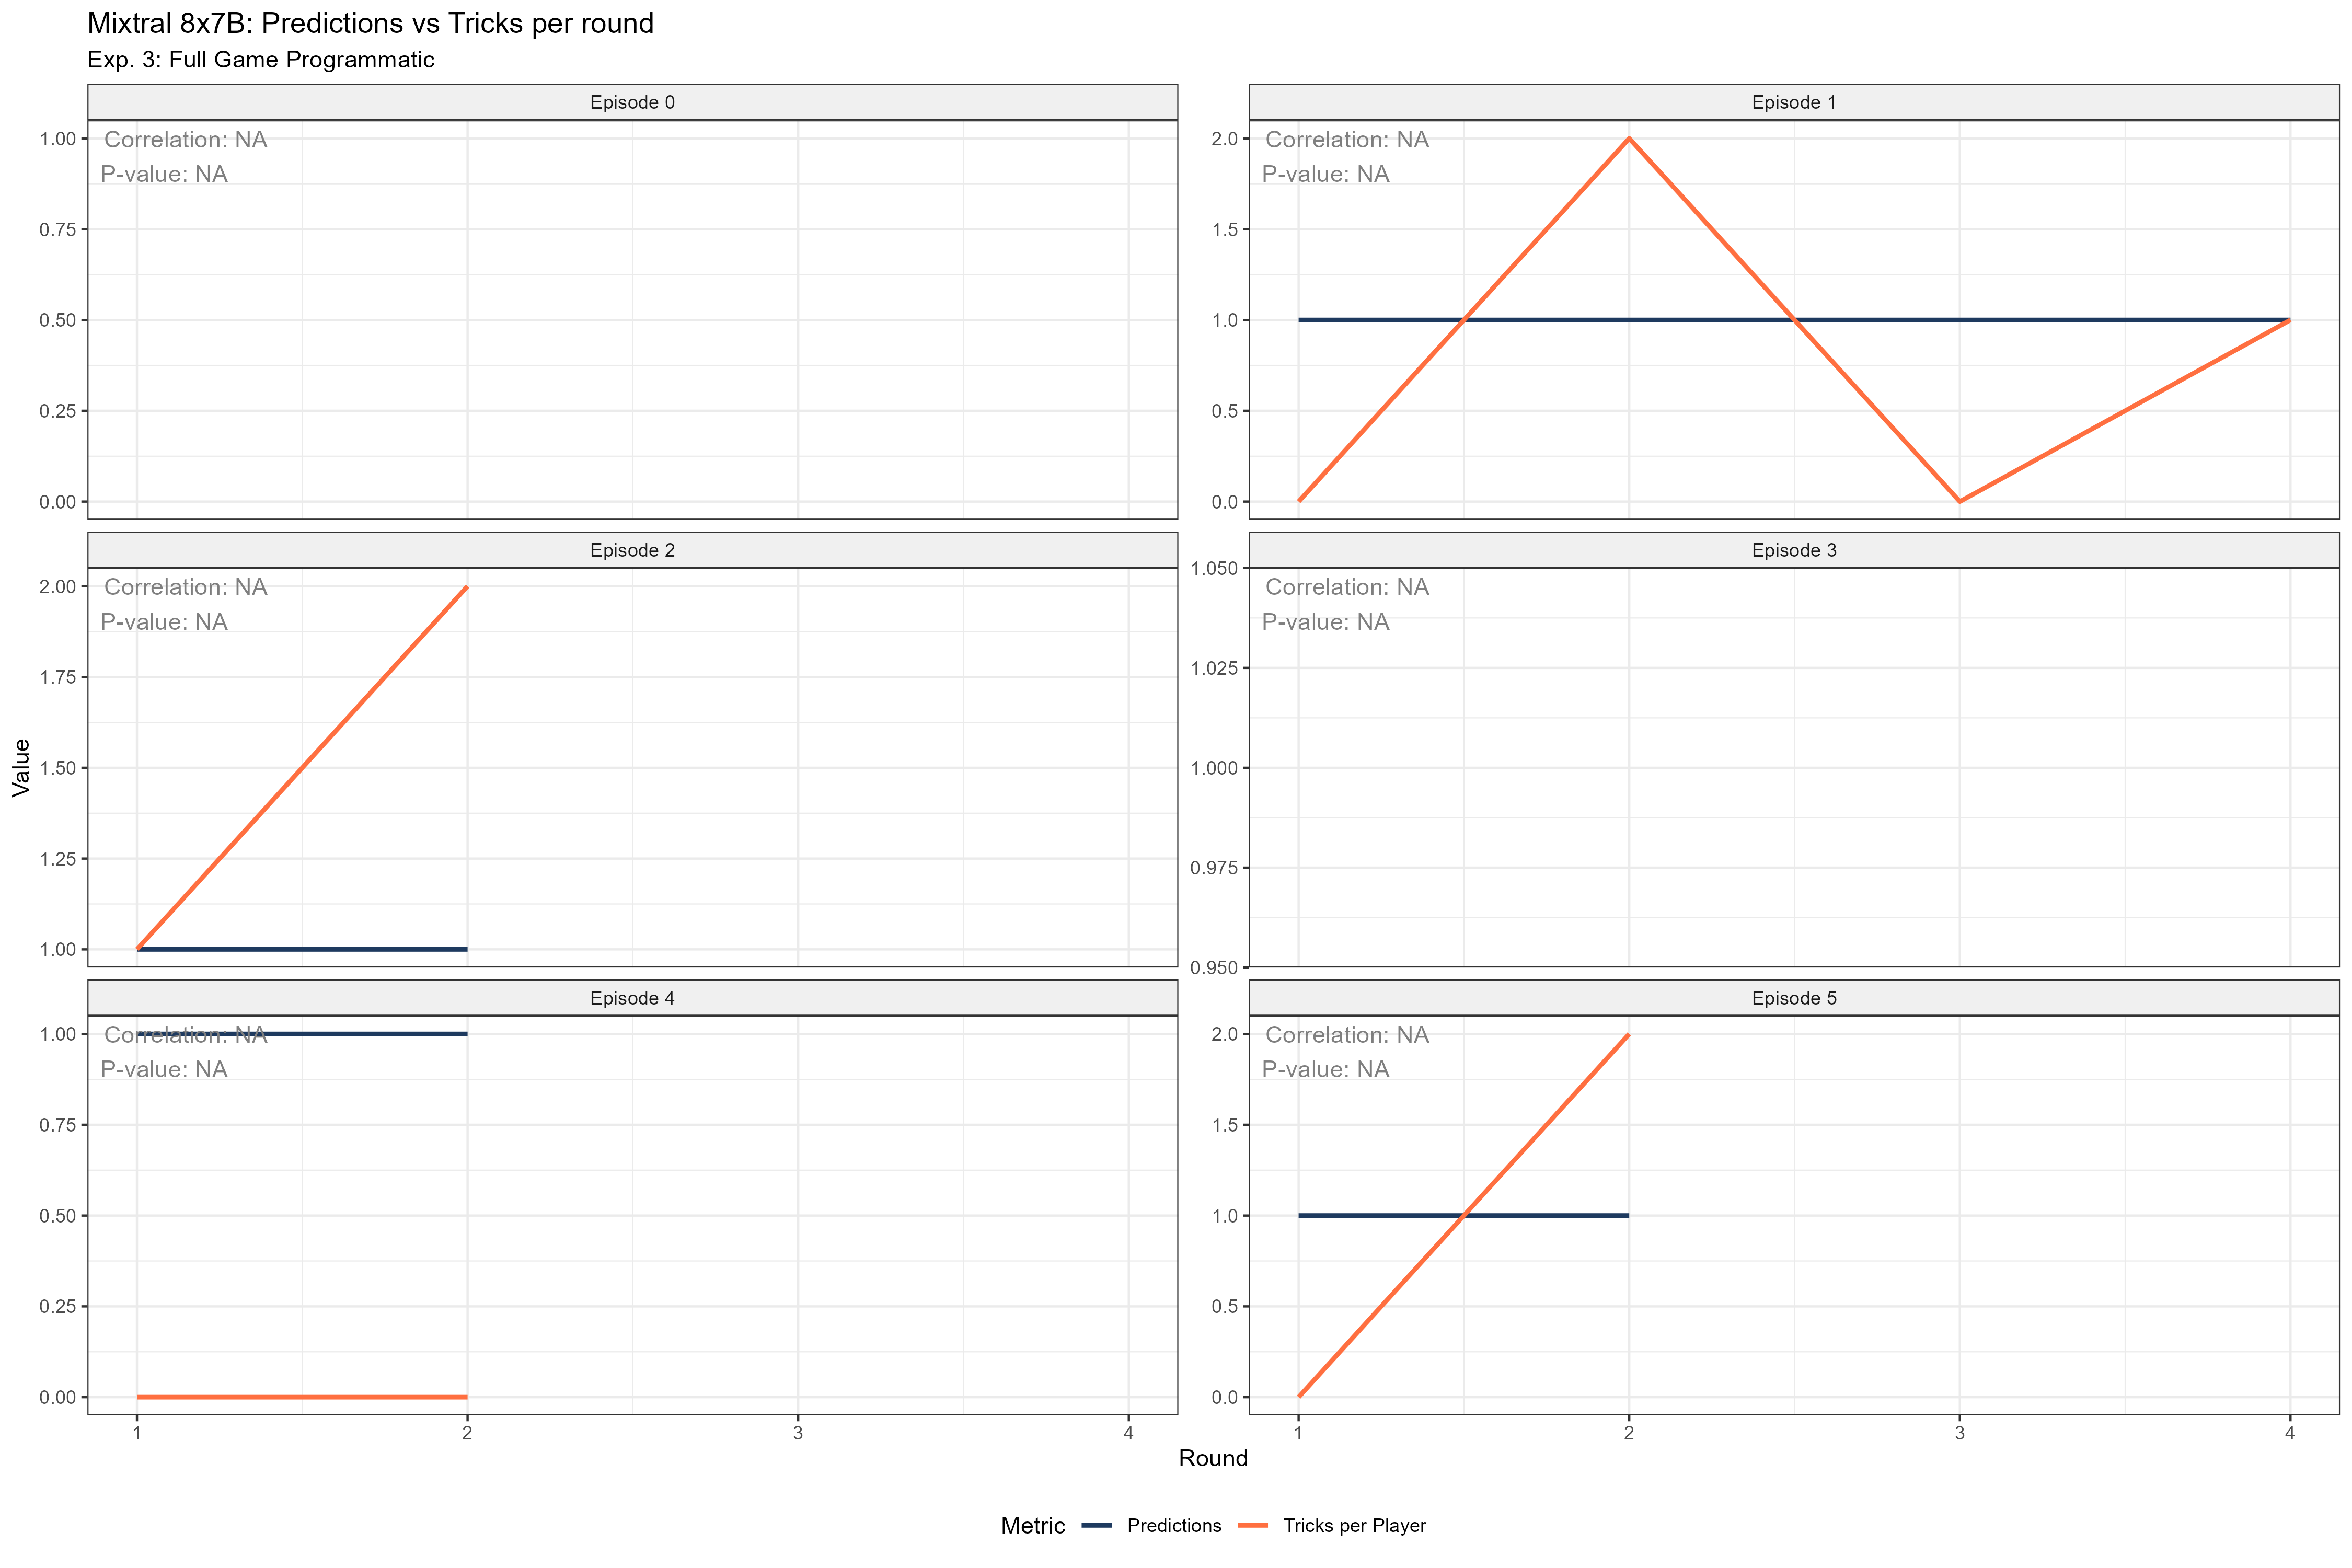 Mixtral 8x7B: Predictions vs Tricks per round
Exp. 3: Full Game Programmatic
Episode 0
Correlation: NA
P-value: NA
1.00
0.75
0.50
0.25
0.00
Episode 1
Correlation: NA
P-value: NA
2.0
1.5
1.0
0.5
0.0
Episode 2
Correlation: NA
P-value: NA
2.00
1.75
1.50
1.25
1.00
Episode 3
Correlation: NA
P-value: NA
1.050
1.025
1.000
0.975
0.950
Episode 4
Correlation: NA
P-value: NA
1.00
0.75
0.50
0.25
0.00
1 2 3 4
Episode 5
Correlation: NA
P-value: NA
2.0
1.5
1.0
0.5
0.0
1 2 3 4
Value
Round
Metric Predictions Tricks per Player